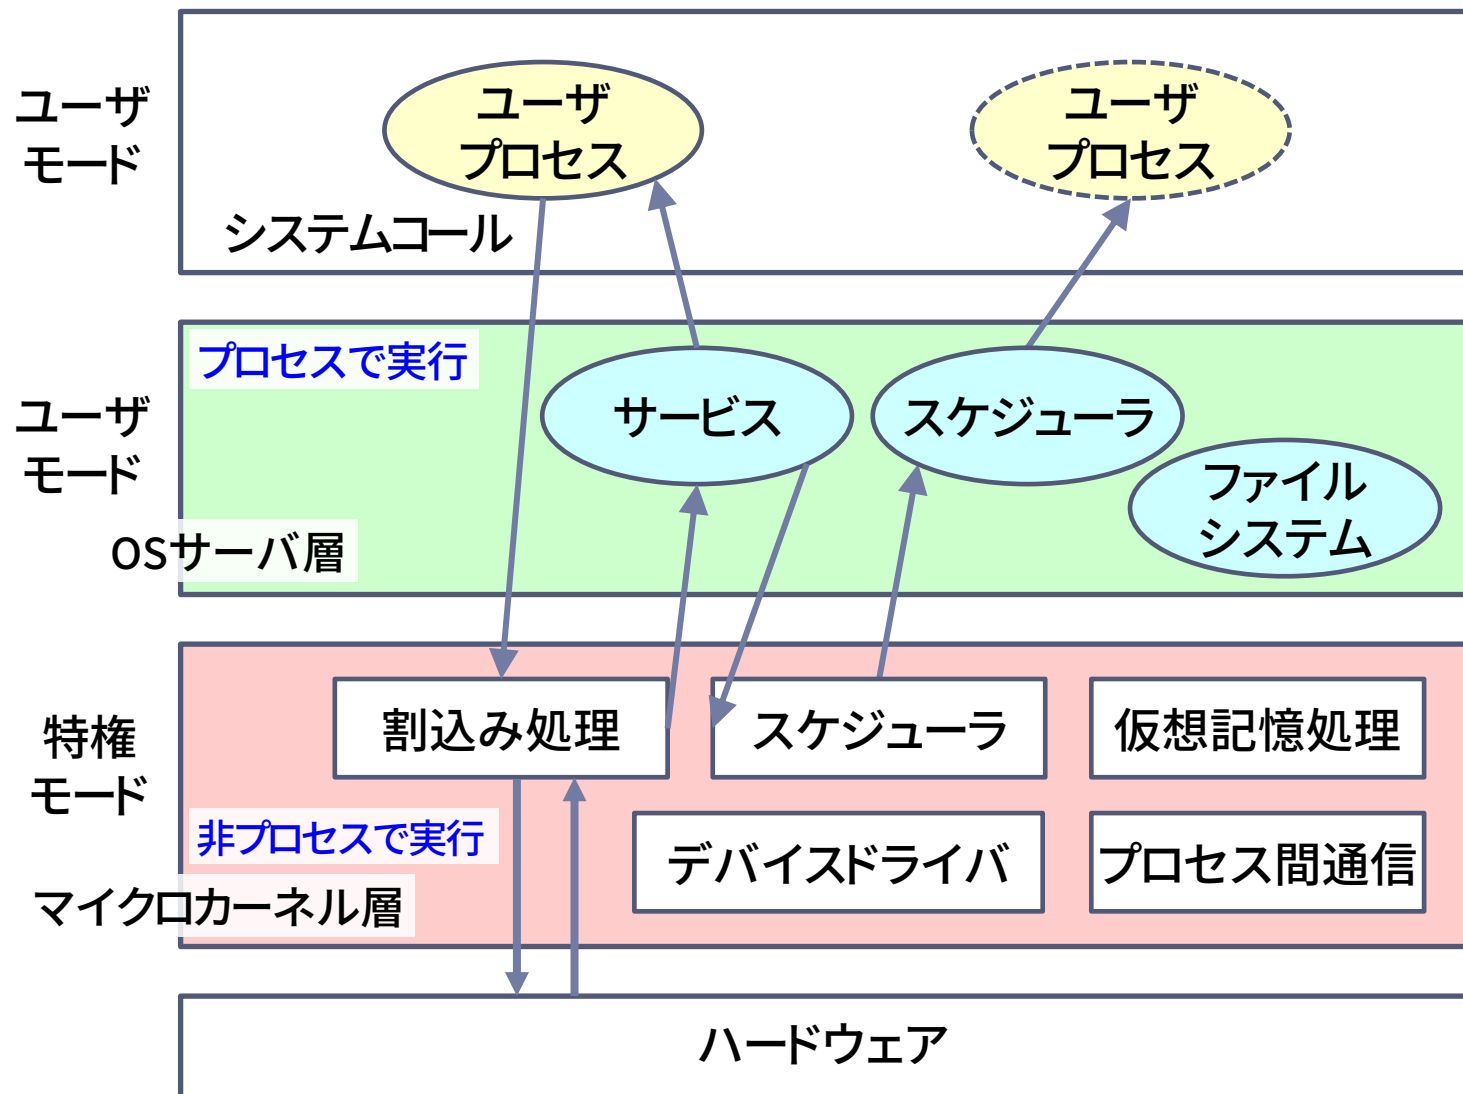 ユーザ
モード
ユーザ
プロセス
ユーザ
プロセス
システムコール
ユーザ
モード
プロセスで実行
サービス
スケジューラ
ファイル
システム
OSサーバ層
特権
モード
割込み処理
スケジューラ
仮想記憶処理
非プロセスで実行
デバイスドライバ
プロセス間通信
マイクロカーネル層
ハードウェア